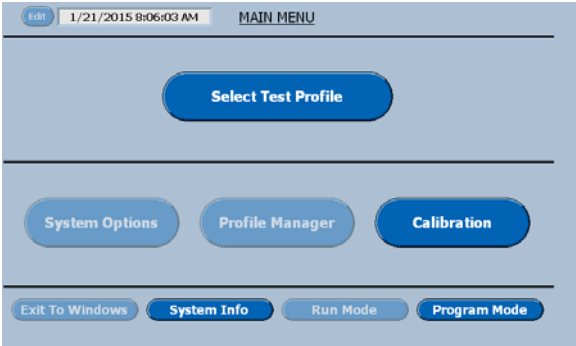 Edit 1/21/2015 8:06:03 AM MAIN MENU
Select Test Profile
System Options Profile Manager Calibration
Exit To Windows System Info Run Mode Program Mode